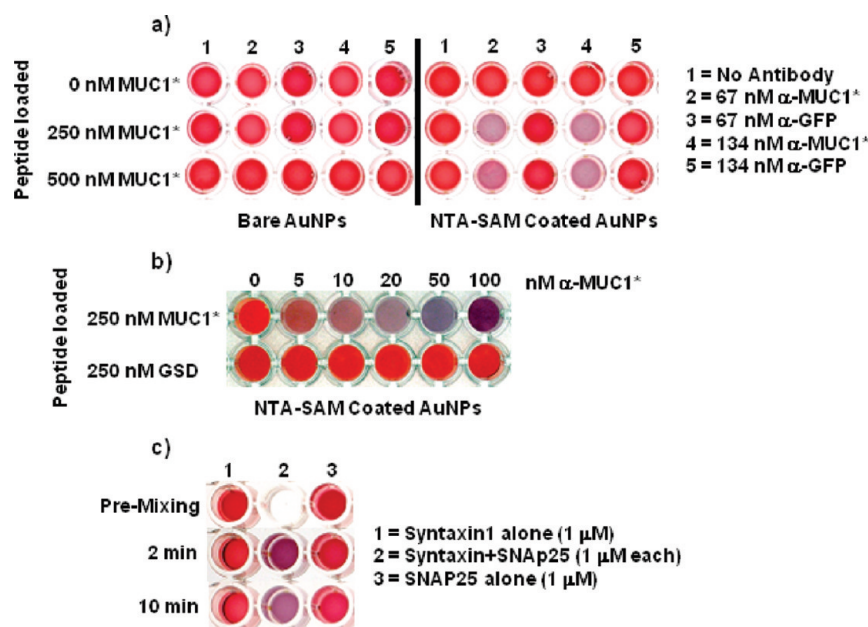 a)
1 2 3 4 5 1 2 3 4 5
Peptide loaded
0 nM MUC1*
250 nM MUC1*
500 nM MUC1*
Bare AuNPs
NTA-SAM Coated AuNPs
1 = No Antibody
2 = 67 nM α-MUC1*
3 = 67 nM α-GFP
4 = 134 nM α-MUC1*
5 = 134 nM α-GFP
b)
0 5 10 20 50 100 nM α-MUC1*
Peptide loaded
250 nM MUC1*
250 nM GSD
NTA-SAM Coated AuNPs
c)
1 2 3
Pre-Mixing
2 min
10 min
1 = Syntaxin1 alone (1 μM)
2 = Syntaxin+SNAp25 (1 μM each)
3 = SNAP25 alone (1 μM)